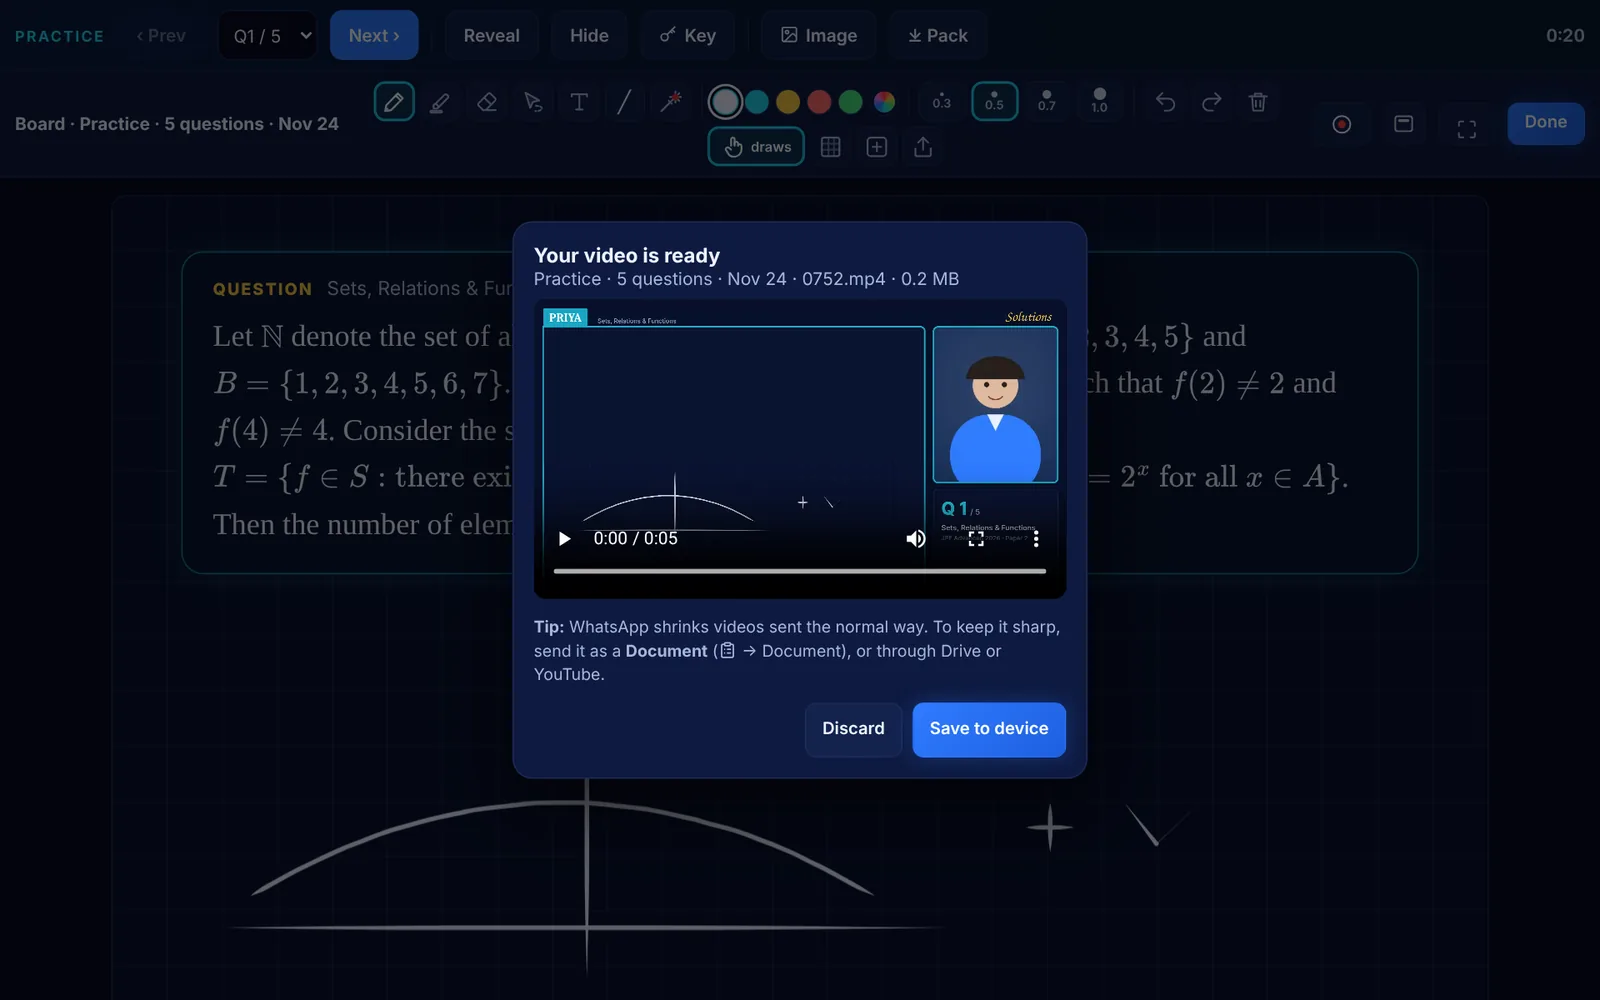 PRACTICE ‹ Prev Q1 / 5 Next › Reveal Hide Key Image Pack 0:20
Board · Practice · 5 questions · Nov 24 T 0.3 0.5 0.7 1.0 Done
draws
QUESTION Sets, Relations & Fur
Let ℕ denote the set of a
B = {1, 2, 3, 4, 5, 6, 7}.
f(4) ≠ 4. Consider the s
T = {f ∈ S : there exi
Then the number of elem
, 3, 4, 5} and
ch that f(2) ≠ 2 and
= 2ˣ for all x ∈ A}.
Your video is ready
Practice · 5 questions · Nov 24 · 0752.mp4 · 0.2 MB
PRIYA Sets, Relations & Functions Solutions
Q 1 / 5
Sets, Relations & Functions
0:00 / 0:05
Tip: WhatsApp shrinks videos sent the normal way. To keep it sharp,
send it as a Document (📋 → Document), or through Drive or
YouTube.
Discard Save to device